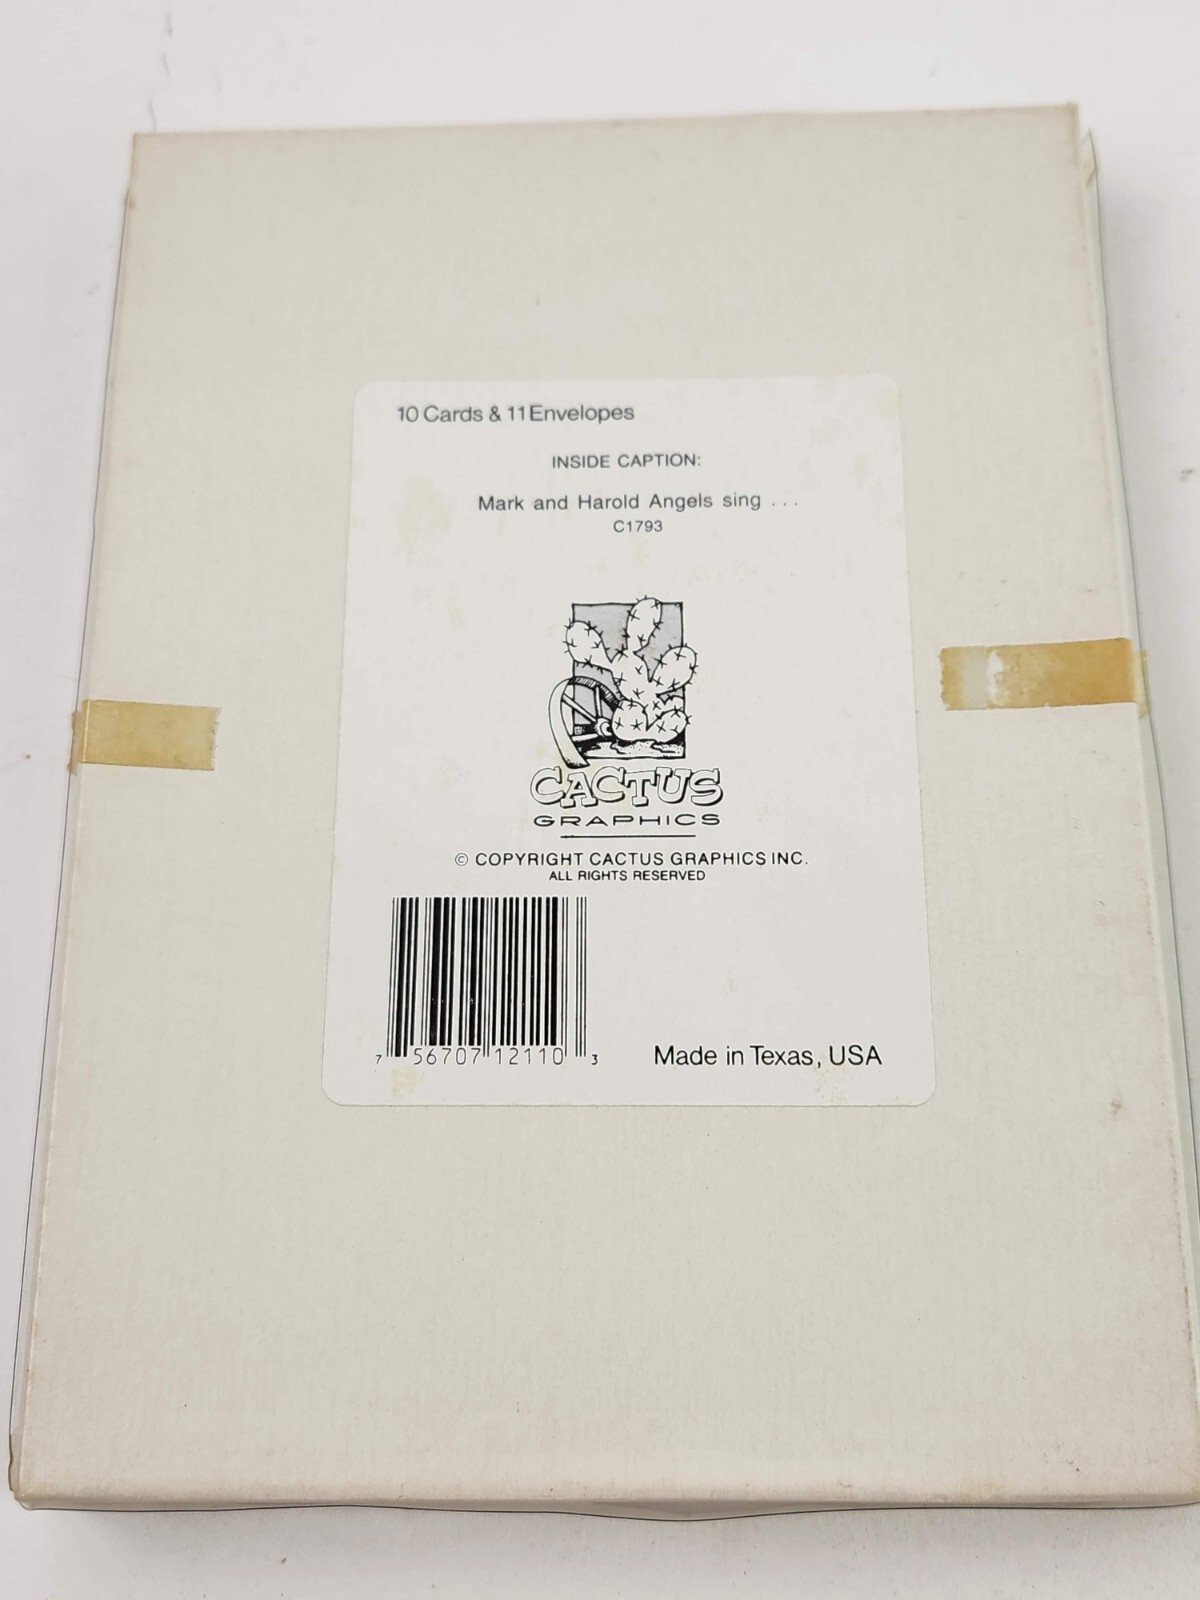 10 Cards & 11 Envelopes
INSIDE CAPTION:
Mark and Harold Angels sing ...
C1793
CACTUS
GRAPHICS
© COPYRIGHT CACTUS GRAPHICS INC.
ALL RIGHTS RESERVED
7 56707 12110 3
Made in Texas, USA